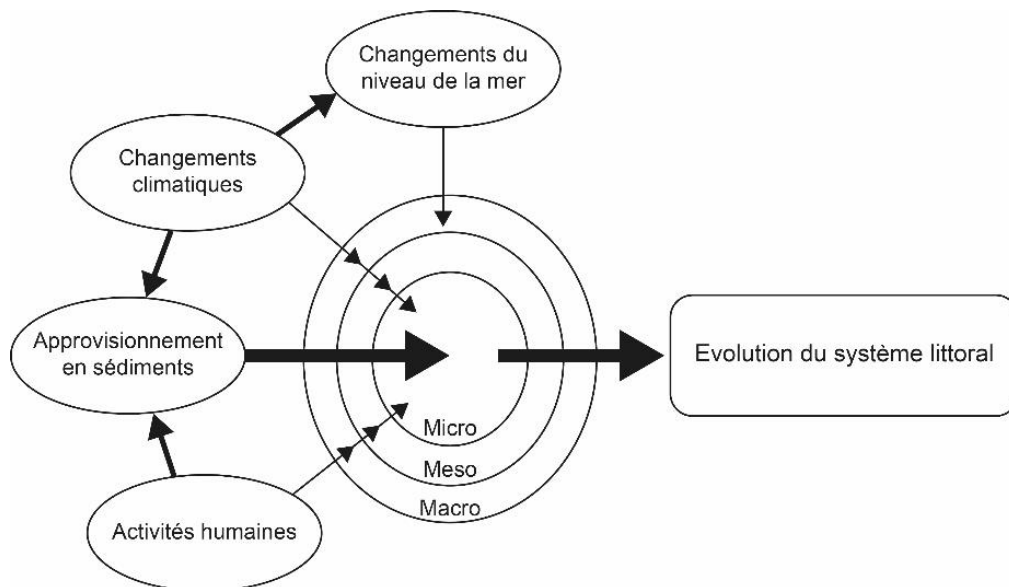 Changements du
niveau de la mer
Changements
climatiques
Approvisionnement
en sédiments
Evolution du système littoral
Micro
Meso
Macro
Activités humaines